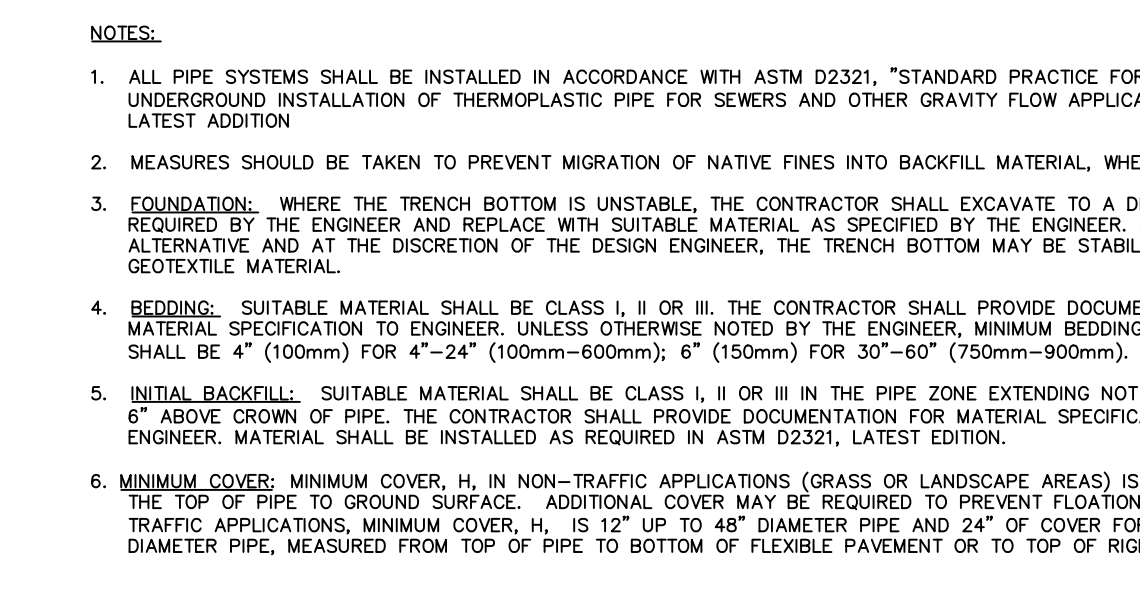 NOTES:
1. ALL PIPE SYSTEMS SHALL BE INSTALLED IN ACCORDANCE WITH ASTM D2321, "STANDARD PRACTICE FOR
UNDERGROUND INSTALLATION OF THERMOPLASTIC PIPE FOR SEWERS AND OTHER GRAVITY FLOW
LATEST ADDITION
2. MEASURES SHOULD BE TAKEN TO PREVENT MIGRATION OF NATIVE FINES INTO BACKFILL MATERIAL,
3. FOUNDATION: WHERE THE TRENCH BOTTOM IS UNSTABLE, THE CONTRACTOR SHALL EXCAVATE TO A
REQUIRED BY THE ENGINEER AND REPLACE WITH SUITABLE MATERIAL AS SPECIFIED BY THE ENGINEER.
ALTERNATIVE AND AT THE DISCRETION OF THE DESIGN ENGINEER, THE TRENCH BOTTOM MAY BE
GEOTEXTILE MATERIAL.
4. BEDDING: SUITABLE MATERIAL SHALL BE CLASS I, II OR III. THE CONTRACTOR SHALL PROVIDE
MATERIAL SPECIFICATION TO ENGINEER. UNLESS OTHERWISE NOTED BY THE ENGINEER, MINIMUM BEDDING
SHALL BE 4" (100mm) FOR 4"-24" (100mm-600mm); 6" (150mm) FOR 30"-60" (750mm-900mm).
5. INITIAL BACKFILL: SUITABLE MATERIAL SHALL BE CLASS I, II OR III IN THE PIPE ZONE EXTENDING NOT
6" ABOVE CROWN OF PIPE. THE CONTRACTOR SHALL PROVIDE DOCUMENTATION FOR MATERIAL
ENGINEER. MATERIAL SHALL BE INSTALLED AS REQUIRED IN ASTM D2321, LATEST EDITION.
6. MINIMUM COVER: MINIMUM COVER, H, IN NON-TRAFFIC APPLICATIONS (GRASS OR LANDSCAPE AREAS) IS
THE TOP OF PIPE TO GROUND SURFACE. ADDITIONAL COVER MAY BE REQUIRED TO PREVENT FLOATION
TRAFFIC APPLICATIONS, MINIMUM COVER, H, IS 12" UP TO 48" DIAMETER PIPE AND 24" OF COVER FOR
DIAMETER PIPE, MEASURED FROM TOP OF PIPE TO BOTTOM OF FLEXIBLE PAVEMENT OR TO TOP OF